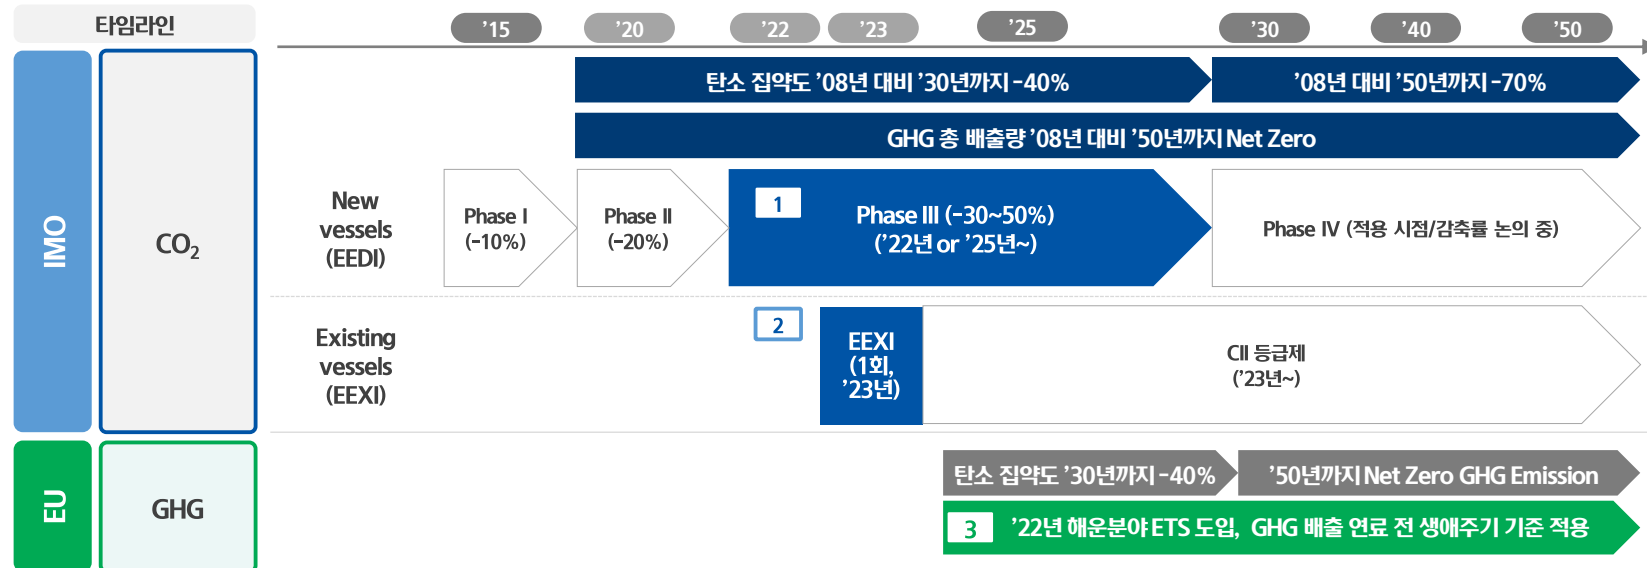 타임라인
’15
’20
’22
’23
’25
’30
’40
’50
IMO
CO₂
탄소 집약도 ’08년 대비 ’30년까지 -40%
’08년 대비 ’50년까지 -70%
GHG 총 배출량 ’08년 대비 ’50년까지 Net Zero
New
vessels
(EEDI)
Phase I
(-10%)
Phase II
(-20%)
1
Phase III (-30~50%)
(’22년 or ’25년~)
Phase IV (적용 시점/감축률 논의 중)
Existing
vessels
(EEXI)
2
EEXI
(1회,
’23년)
CII 등급제
(’23년~)
EU
GHG
탄소 집약도 ’30년까지 -40%
’50년까지 Net Zero GHG Emission
3
’22년 해운분야 ETS 도입, GHG 배출 연료 전 생애주기 기준 적용